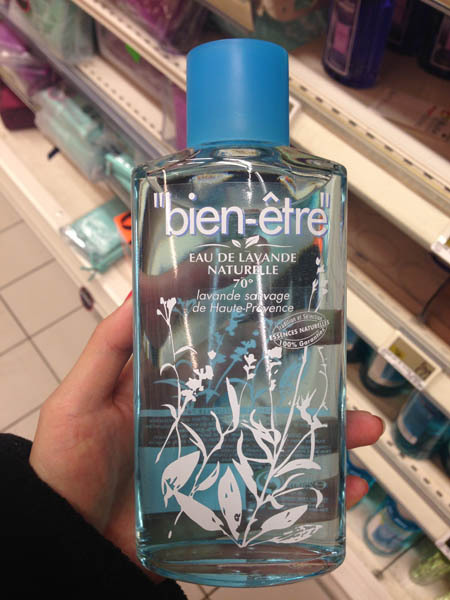 "bien-être"
EAU DE LAVANDE
NATURELLE
70°
lavande sauvage
de Haute-Provence
ESSENCES NATURELLES
100% Garanties